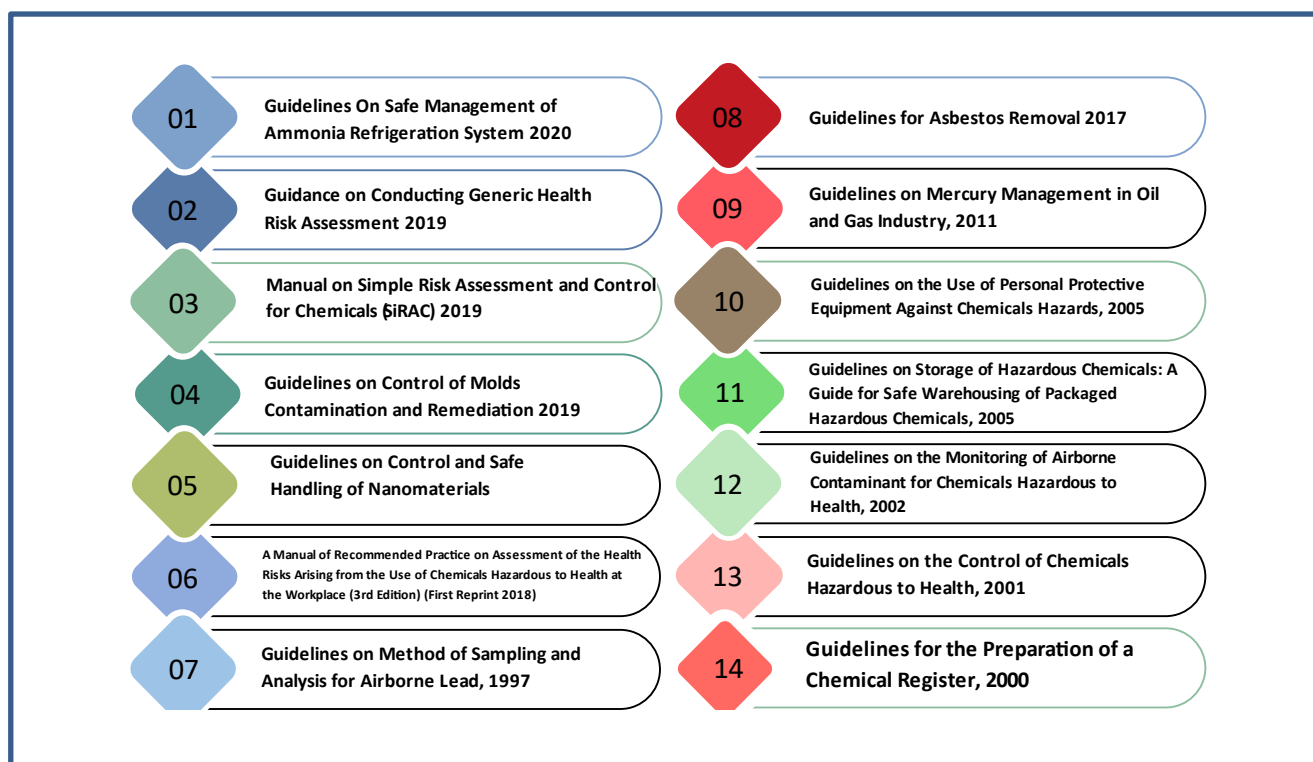 01
Guidelines On Safe Management of
Ammonia Refrigeration System 2020
02
Guidance on Conducting Generic Health
Risk Assessment 2019
03
Manual on Simple Risk Assessment and Control
for Chemicals (SiRAC) 2019
04
Guidelines on Control of Molds
Contamination and Remediation 2019
05
Guidelines on Control and Safe
Handling of Nanomaterials
06
A Manual of Recommended Practice on Assessment of the Health
Risks Arising from the Use of Chemicals Hazardous to Health at
the Workplace (3rd Edition) (First Reprint 2018)
07
Guidelines on Method of Sampling and
Analysis for Airborne Lead, 1997
08
Guidelines for Asbestos Removal 2017
09
Guidelines on Mercury Management in Oil
and Gas Industry, 2011
10
Guidelines on the Use of Personal Protective
Equipment Against Chemicals Hazards, 2005
11
Guidelines on Storage of Hazardous Chemicals: A
Guide for Safe Warehousing of Packaged
Hazardous Chemicals, 2005
12
Guidelines on the Monitoring of Airborne
Contaminant for Chemicals Hazardous to
Health, 2002
13
Guidelines on the Control of Chemicals
Hazardous to Health, 2001
14
Guidelines for the Preparation of a
Chemical Register, 2000